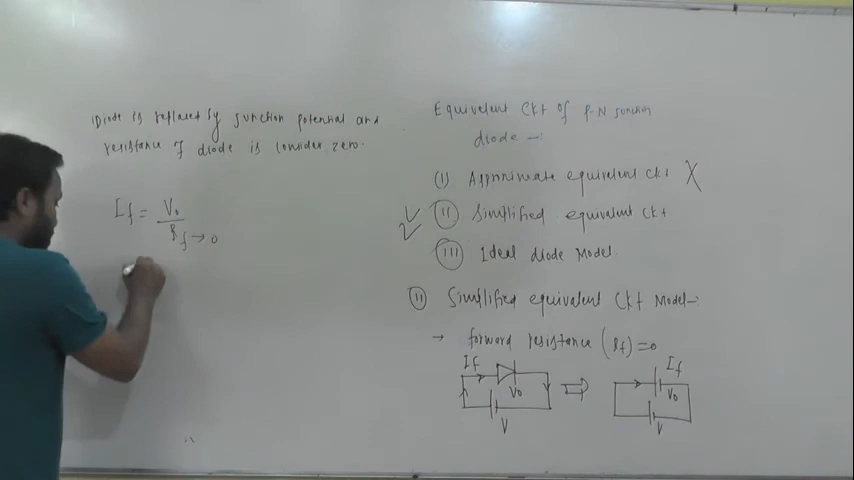 Diode is replaced by junction potential and
resistance of diode is consider zero.
If = V0
Rf → 0
Equivalent Ckt of P-N junction
diode -:
(I) Approximate equivalent ckt X
(II) Simplified equivalent Ckt
(III) Ideal diode Model.
(II) Simplified equivalent Ckt Model-:
→ forward resistance (Rf)=0
If
V0
V
If
V0
V